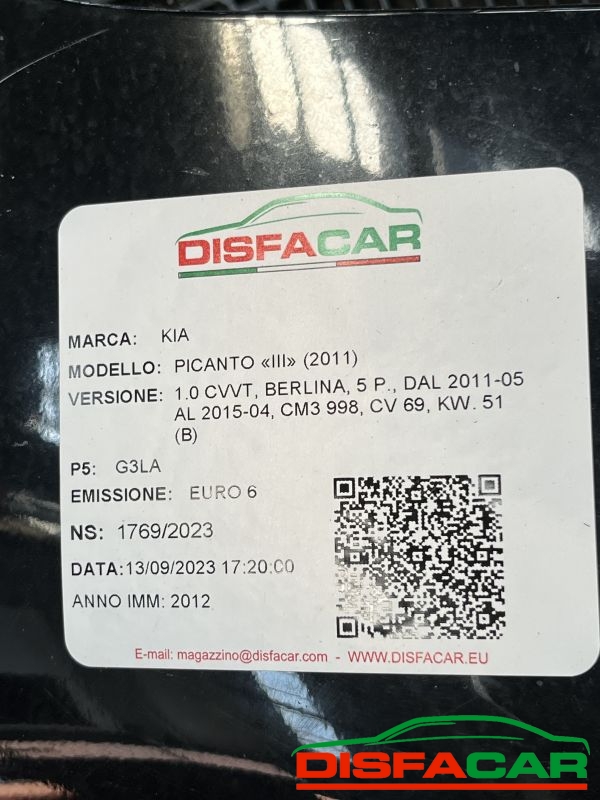 DISFACAR
MARCA: KIA
MODELLO: PICANTO «III» (2011)
VERSIONE: 1.0 CVVT, BERLINA, 5 P., DAL 2011-05
AL 2015-04, CM3 998, CV 69, KW. 51
(B)
P5: G3LA
EMISSIONE: EURO 6
NS: 1769/2023
DATA:13/09/2023 17:20:00
ANNO IMM: 2012
E-mail: magazzino@disfacar.com - WWW.DISFACAR.EU
DISFACAR